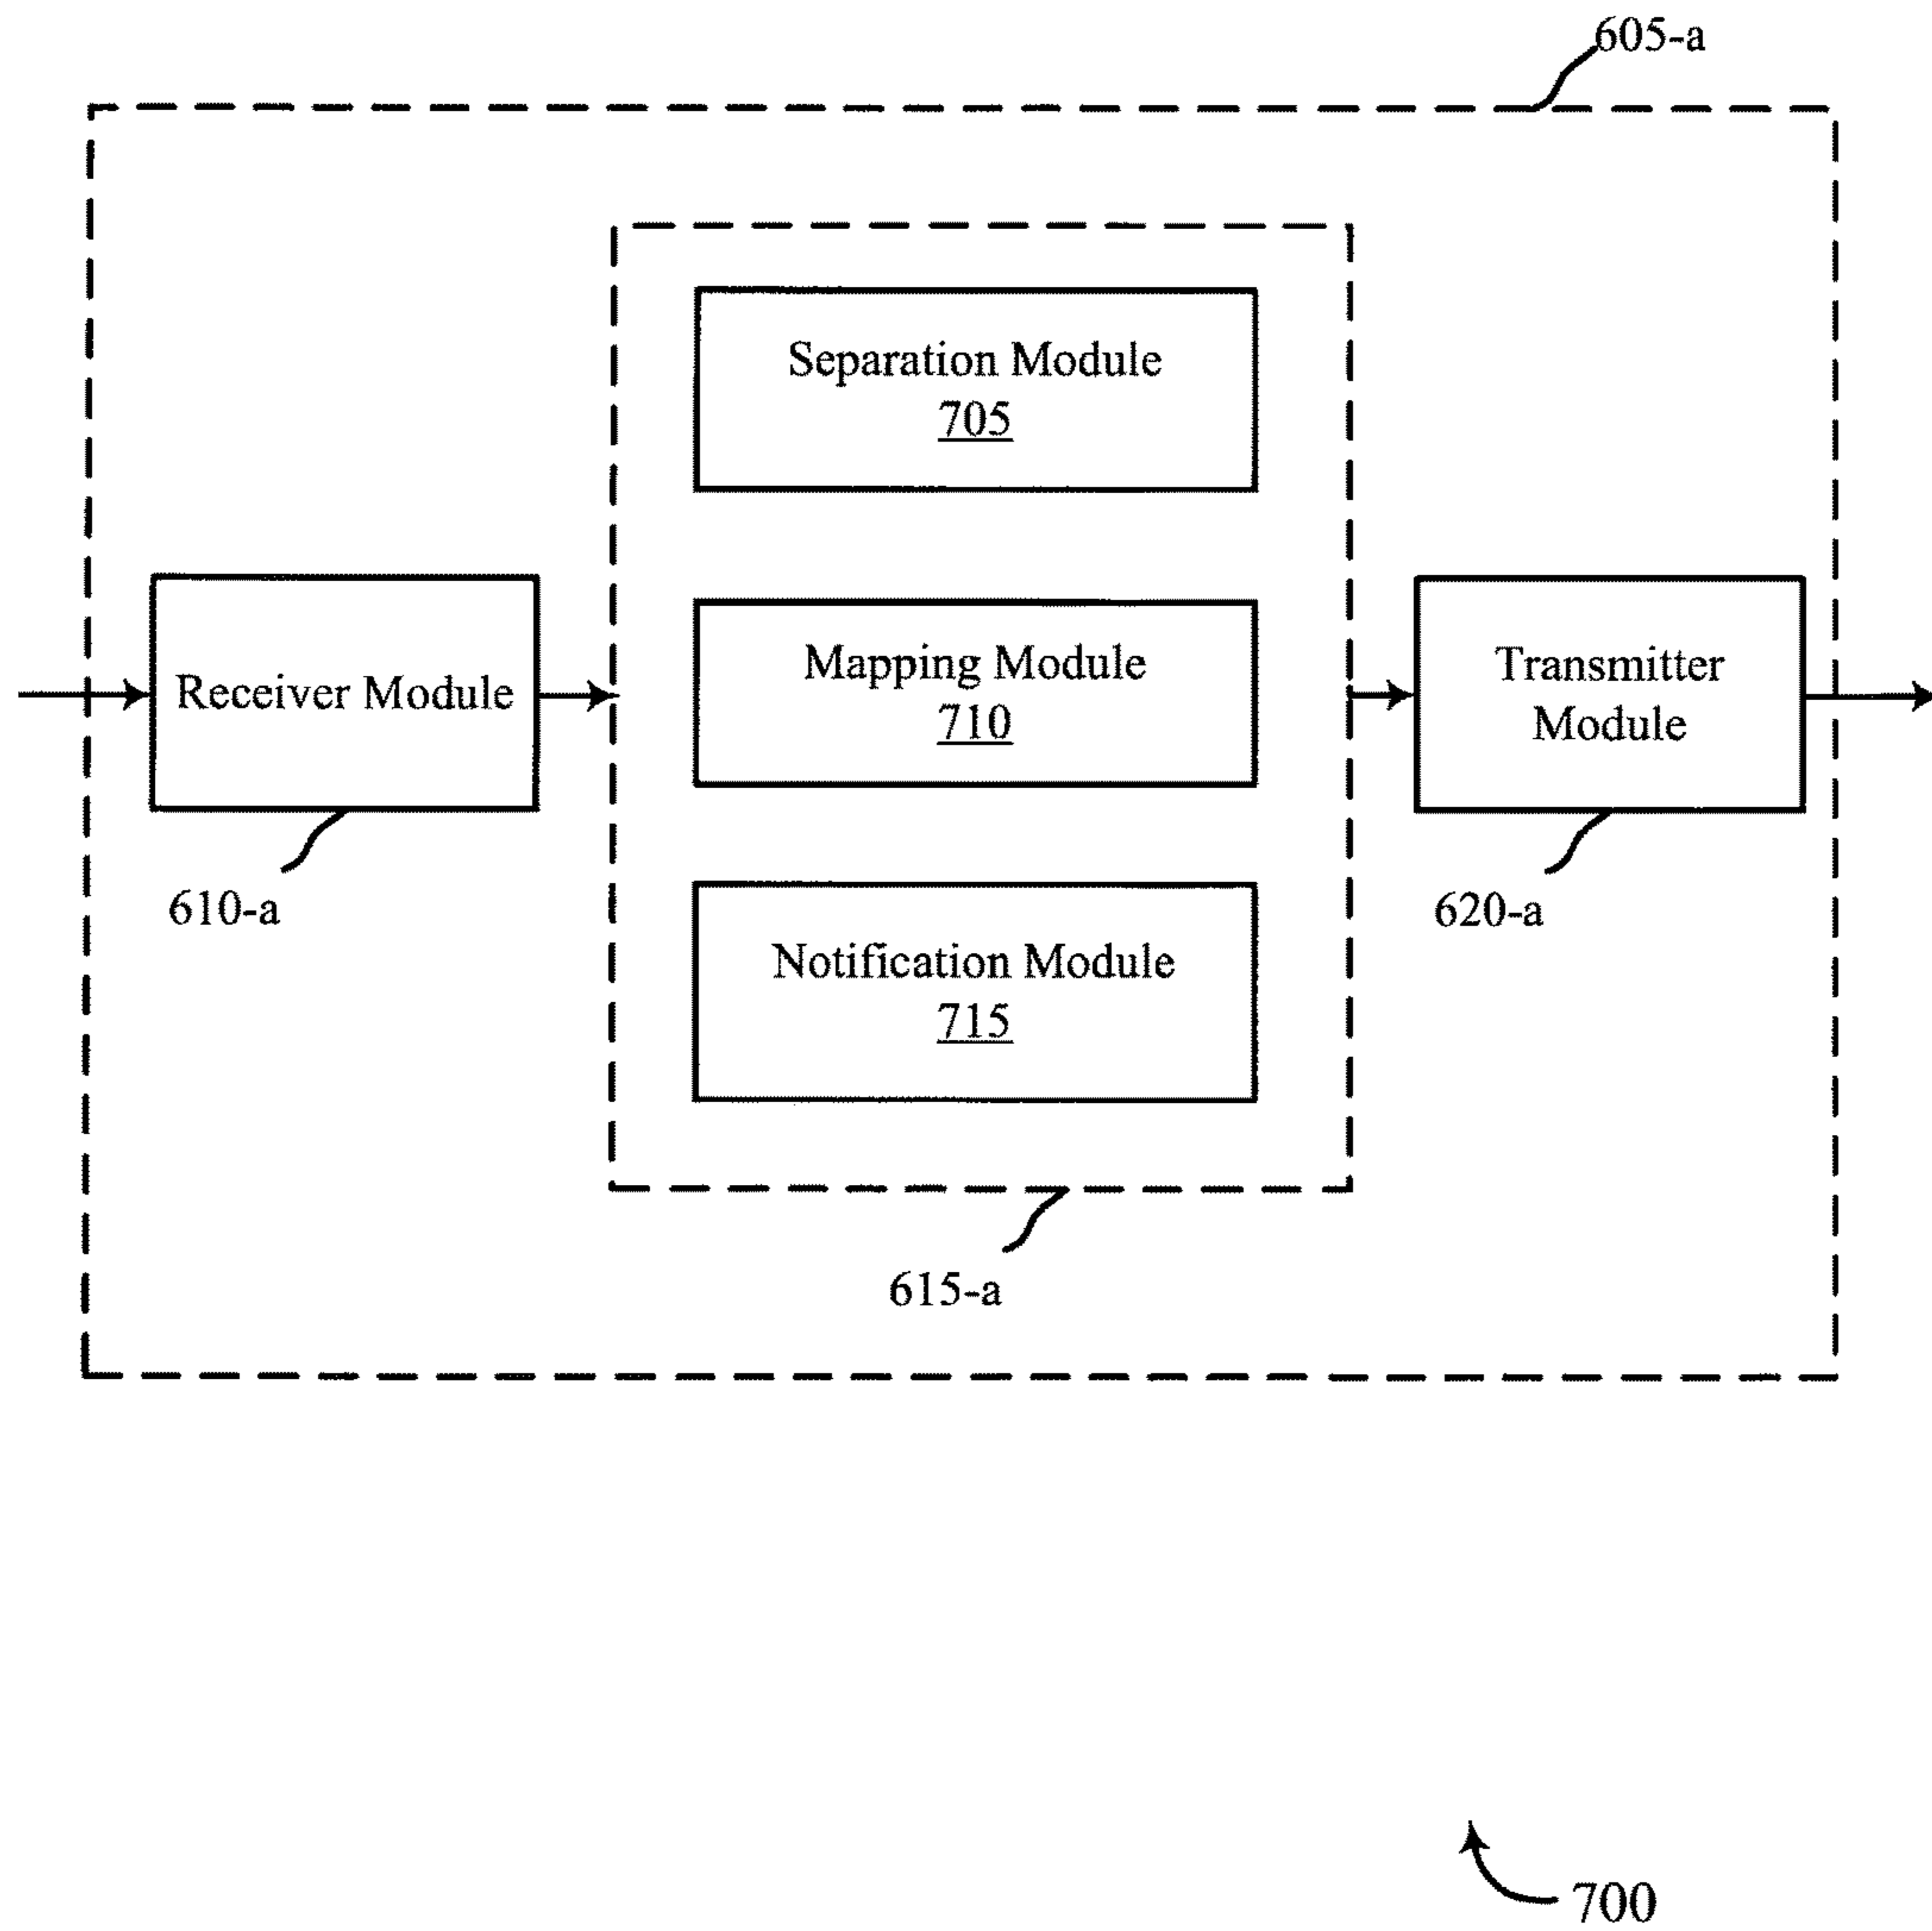 605-a
Separation Module
705
Receiver Module
Mapping Module
710
Transmitter
Module
610-a
620-a
Notification Module
715
615-a
700